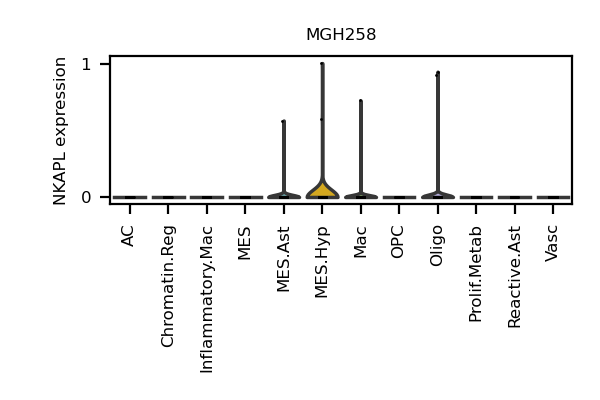 MGH258
NKAPL expression
1
0
AC
Chromatin.Reg
Inflammatory.Mac
MES
MES.Ast
MES.Hyp
Mac
OPC
Oligo
Prolif.Metab
Reactive.Ast
Vasc